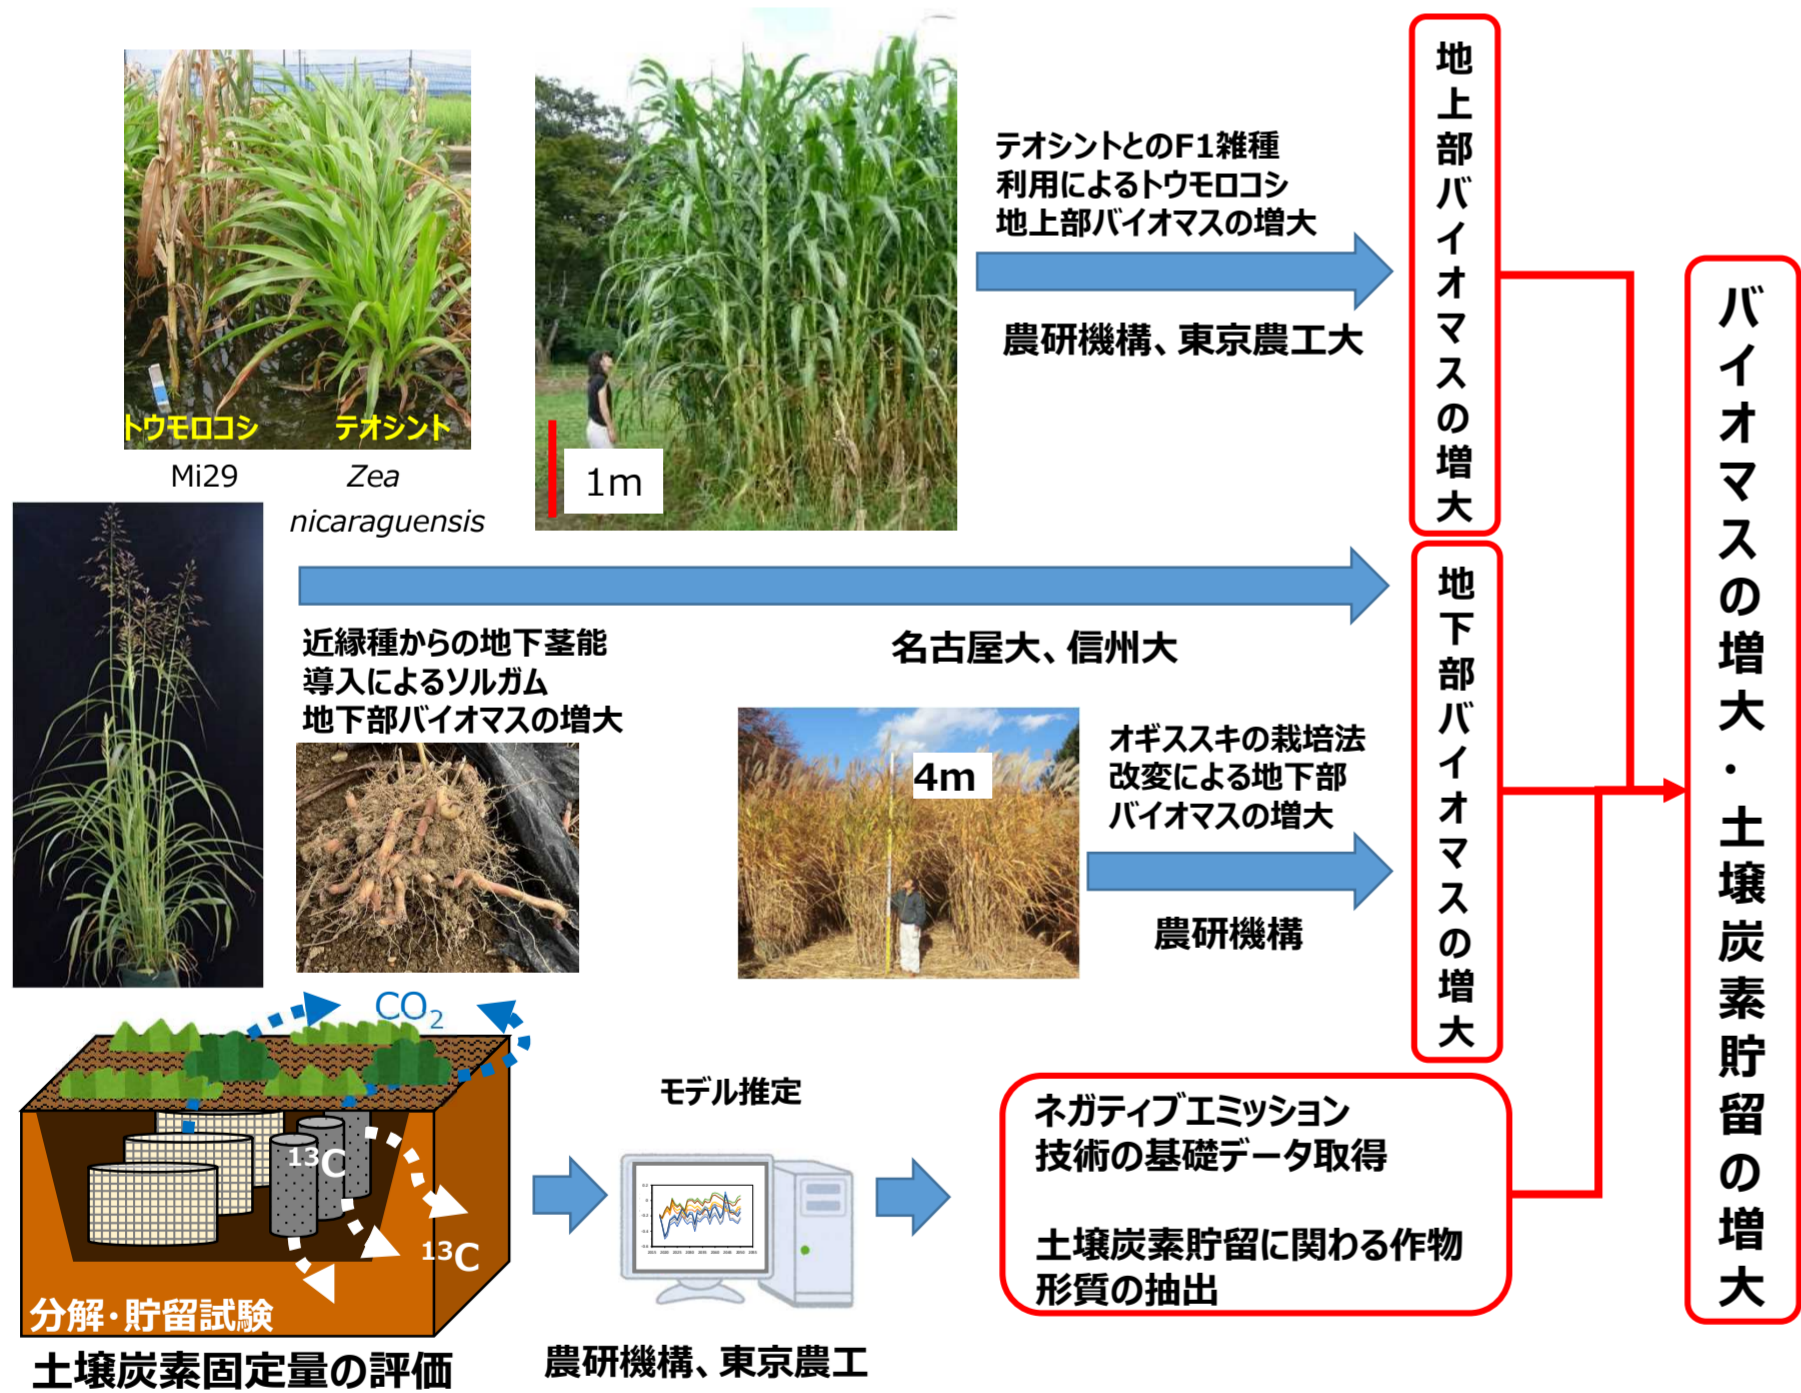 トウモロコシ
テオシント
Mi29
Zea
nicaraguensis
1m
テオシントとのF1雑種
利用によるトウモロコシ
地上部バイオマスの増大
農研機構、東京農工大
地上部バイオマスの増大
近縁種からの地下茎能
導入によるソルガム
地下部バイオマスの増大
名古屋大、信州大
4m
オギススキの栽培法
改変による地下部
バイオマスの増大
農研機構
地下部バイオマスの増大
バイオマスの増大・土壌炭素貯留の増大
CO2
13C
13C
分解・貯留試験
土壌炭素固定量の評価
モデル推定
農研機構、東京農工
ネガティブエミッション
技術の基礎データ取得
土壌炭素貯留に関わる作物
形質の抽出